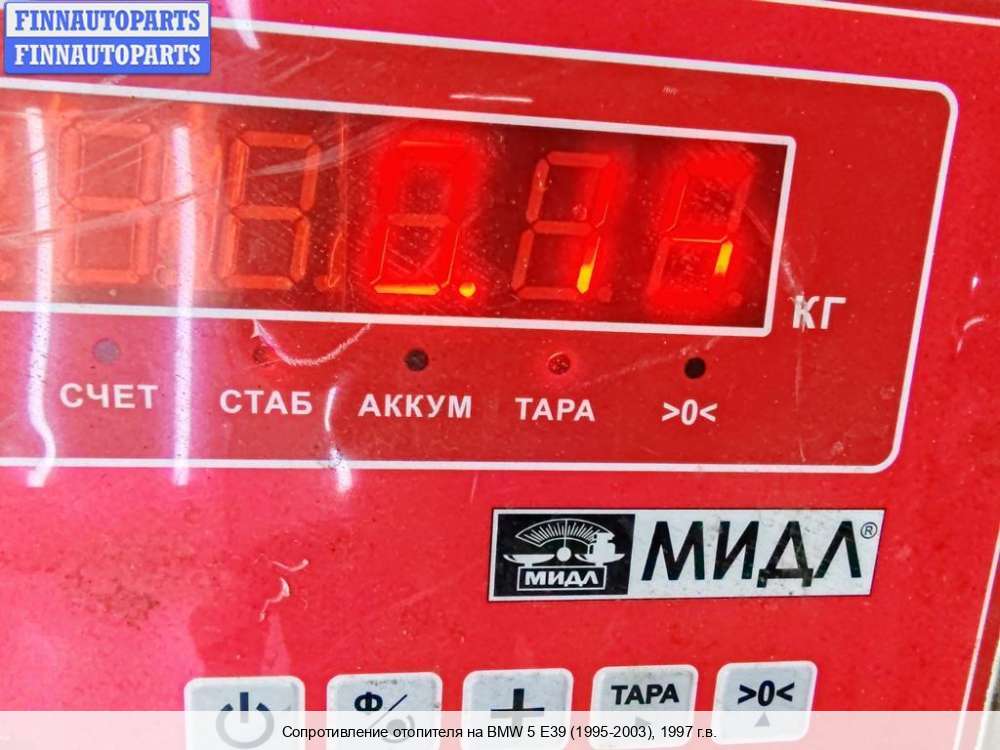 FINNAUTOPARTS
FINNAUTOPARTS
КГ
СЧЕТ СТАБ АККУМ ТАРА >0<
МИДЛ МИДЛ®
Ф ТАРА >0<
Сопротивление отопителя на BMW 5 E39 (1995-2003), 1997 г.в.